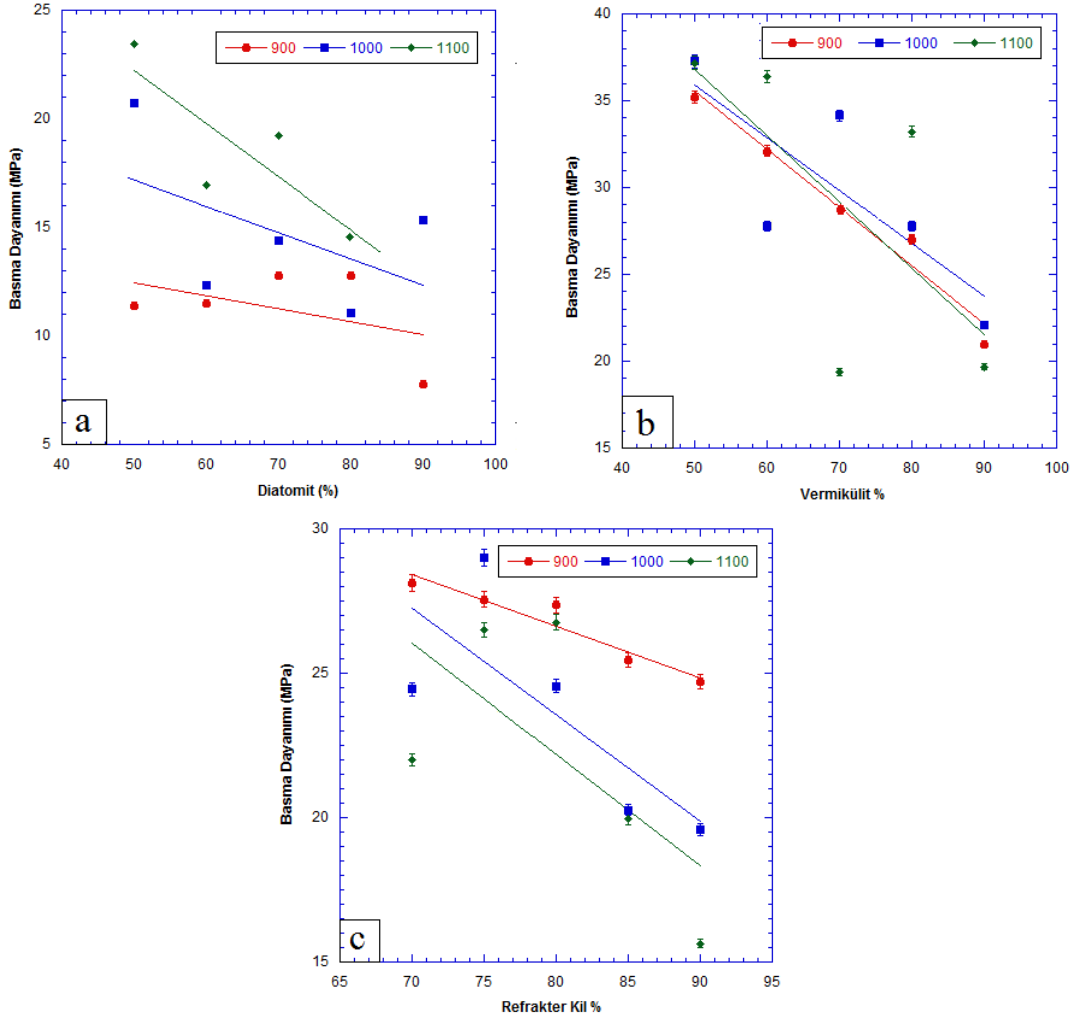 25
20
15
10
5
900 1000 1100
Basma Dayanımı (MPa)
a
40 50 60 70 80 90 100
Diatomit (%)
40
35
30
25
20
15
900 1000 1100
Basma Dayanımı (MPa)
b
40 50 60 70 80 90 100
Vermikülit %
30
25
20
15
900 1000 1100
Basma Dayanımı (MPa)
c
65 70 75 80 85 90 95
Refrakter Kil %